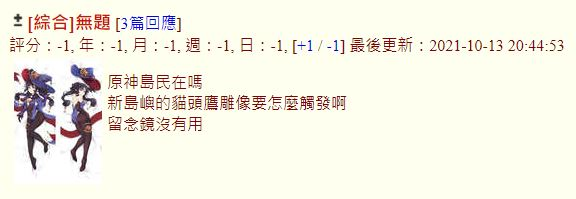 [綜合]無題 [3篇回應]
評分：-1, 年：-1, 月：-1, 週：-1, 日：-1, [+1 / -1] 最後更新：2021-10-13 20:44:53
原神島民在嗎
新島嶼的貓頭鷹雕像要怎麼觸發啊
留念鏡沒有用